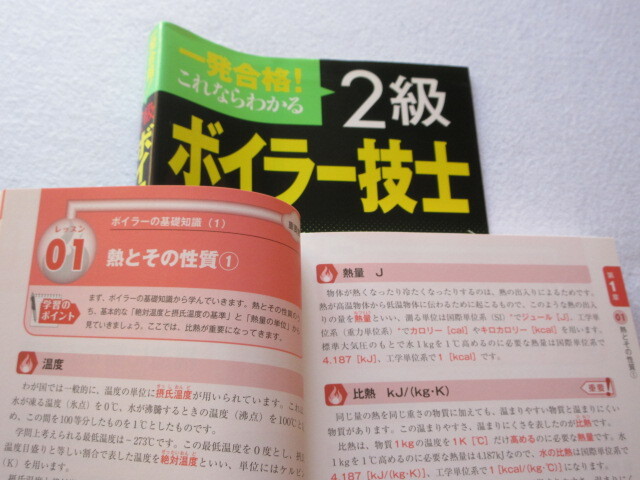 一発合格！
これならわかる
2級
ボイラー技士
レッスン
01
ボイラーの基礎知識（1）
熱とその性質①
学習の
ポイント
まず、ボイラーの基礎知識から学んでいきます。熱とその性質の
ち、基本的な「絶対温度と摂氏温度の基準」と「熱量の単位」から
見ていきましょう。ここでは、比熱が重要になってきます。
温度
わが国では一般的に、温度の単位に摂氏温度が用いられています。これは
水が凍る温度（氷点）を0℃、水が沸騰するときの温度（沸点）を100℃と
め、この間を100等分したものを1℃としたものです。
学問上考えられる最低温度は－273℃です。この最低温度を0度とし、摂
温度目盛りと等しい割合で表した温度を絶対温度といい、単位にはケルビ
（K）を用います。
熱量　J
物体が熱くなったり冷たくなったりするのは、熱の出入りによるためです。
熱が高温物体から低温物体に伝わるために起こるもので、このような熱の出入
りの量を熱量といい、測る単位は国際単位系（SI）でジュール［J］、工学単位
系（重力単位系）でカロリー［cal］やキロカロリー［kcal］を用います。
標準大気圧のもとで水1kgを1℃高めるのに必要な熱量は国際単位系で
4.187［kJ］、工学単位系で1［kcal］です。
比熱　kJ/(kg･K)
重要
同じ量の熱を同じ重さの物質に加えても、温まりやすい物質と温まりにくい
物質があります。この温まりやすさ、温まりにくさを表したのが比熱です。
比熱は、物質1kgの温度を1K［℃］だけ高めるのに必要な熱量です。水
1kgを1℃高めるのに必要な熱量は4.187kJなので、水の比熱は国際単位系で
4.187［kJ/(kg･K)］、工学単位系で1［kcal/(kg･℃)］になります。
第1章
01
熱とその性質①